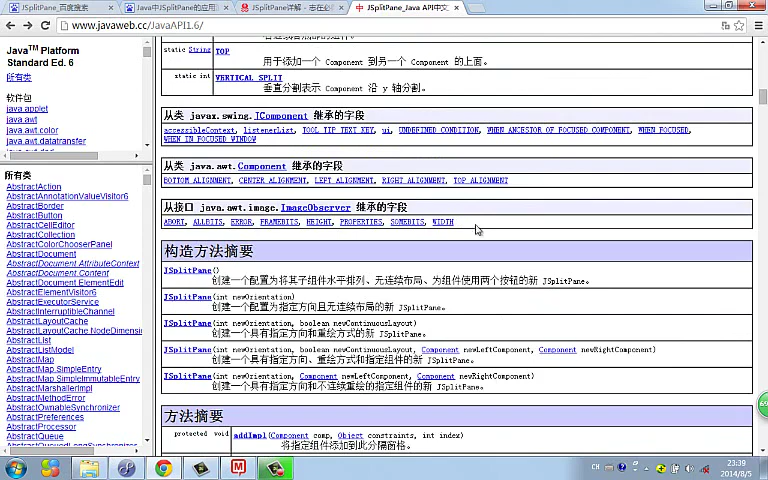 JSplitPane_百度搜索
Java中JSplitPane的应用
JSplitPane详解 - 志在必
JSplitPane_Java API中文
www.javaweb.cc/JavaAPI1.6/
Java™ Platform
Standard Ed. 6
所有类
软件包
java.applet
java.awt
java.awt.color
java.awt.datatransfer
所有类
AbstractAction
AbstractAnnotationValueVisitor6
AbstractBorder
AbstractButton
AbstractCellEditor
AbstractCollection
AbstractColorChooserPanel
AbstractDocument
AbstractDocument.AttributeContext
AbstractDocument.Content
AbstractDocument.ElementEdit
AbstractElementVisitor6
AbstractExecutorService
AbstractInterruptibleChannel
AbstractLayoutCache
AbstractLayoutCache.NodeDimension
AbstractList
AbstractListModel
AbstractMap
AbstractMap.SimpleEntry
AbstractMap.SimpleImmutableEntry
AbstractMarshallerImpl
AbstractMethodError
AbstractOwnableSynchronizer
AbstractPreferences
AbstractProcessor
AbstractQueue
static String TOP
用于添加一个 Component 到另一个 Component 的上面。
static int VERTICAL_SPLIT
垂直分割表示 Component 沿 y 轴分割。
从类 javax.swing.JComponent 继承的字段
accessibleContext, listenerList, TOOL_TIP_TEXT_KEY, ui, UNDEFINED_CONDITION, WHEN_ANCESTOR_OF_FOCUSED_COMPONENT, WHEN_FOCUSED,
WHEN_IN_FOCUSED_WINDOW
从类 java.awt.Component 继承的字段
BOTTOM_ALIGNMENT, CENTER_ALIGNMENT, LEFT_ALIGNMENT, RIGHT_ALIGNMENT, TOP_ALIGNMENT
从接口 java.awt.image.ImageObserver 继承的字段
ABORT, ALLBITS, ERROR, FRAMEBITS, HEIGHT, PROPERTIES, SOMEBITS, WIDTH
构造方法摘要
JSplitPane()
创建一个配置为将其子组件水平排列、无连续布局、为组件使用两个按钮的新 JSplitPane。
JSplitPane(int newOrientation)
创建一个配置为指定方向且无连续布局的新 JSplitPane。
JSplitPane(int newOrientation, boolean newContinuousLayout)
创建一个具有指定方向和重绘方式的新 JSplitPane。
JSplitPane(int newOrientation, boolean newContinuousLayout, Component newLeftComponent, Component newRightComponent)
创建一个具有指定方向、重绘方式和指定组件的新 JSplitPane。
JSplitPane(int newOrientation, Component newLeftComponent, Component newRightComponent)
创建一个具有指定方向和不连续重绘的指定组件的新 JSplitPane。
方法摘要
protected void addImpl(Component comp, Object constraints, int index)
将指定组件添加到此分隔窗格。
CH
23:39
2014/8/5